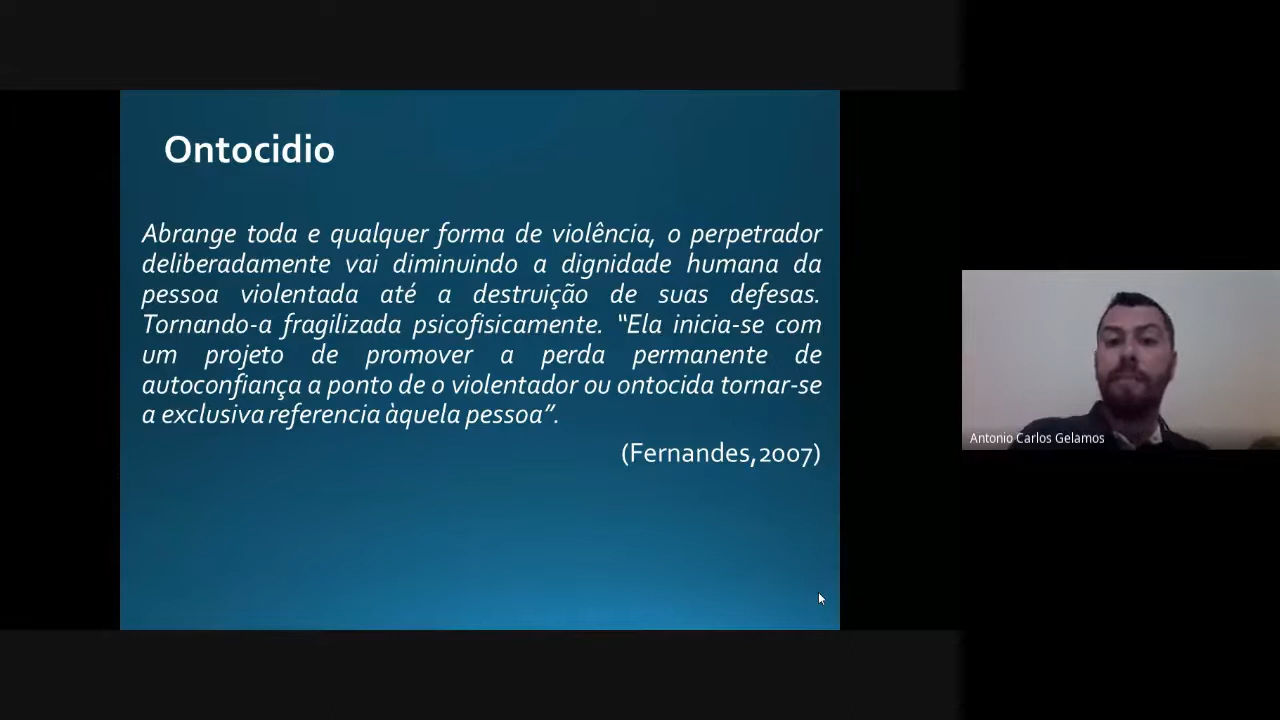 Ontocidio
Abrange toda e qualquer forma de violência, o perpetrador
deliberadamente vai diminuindo a dignidade humana da
pessoa violentada até a destruição de suas defesas.
Tornando-a fragilizada psicofisicamente. “Ela inicia-se com
um projeto de promover a perda permanente de
autoconfiança a ponto de o violentador ou ontocida tornar-se
a exclusiva referencia àquela pessoa”.
(Fernandes,2007)
Antonio Carlos Gelamos